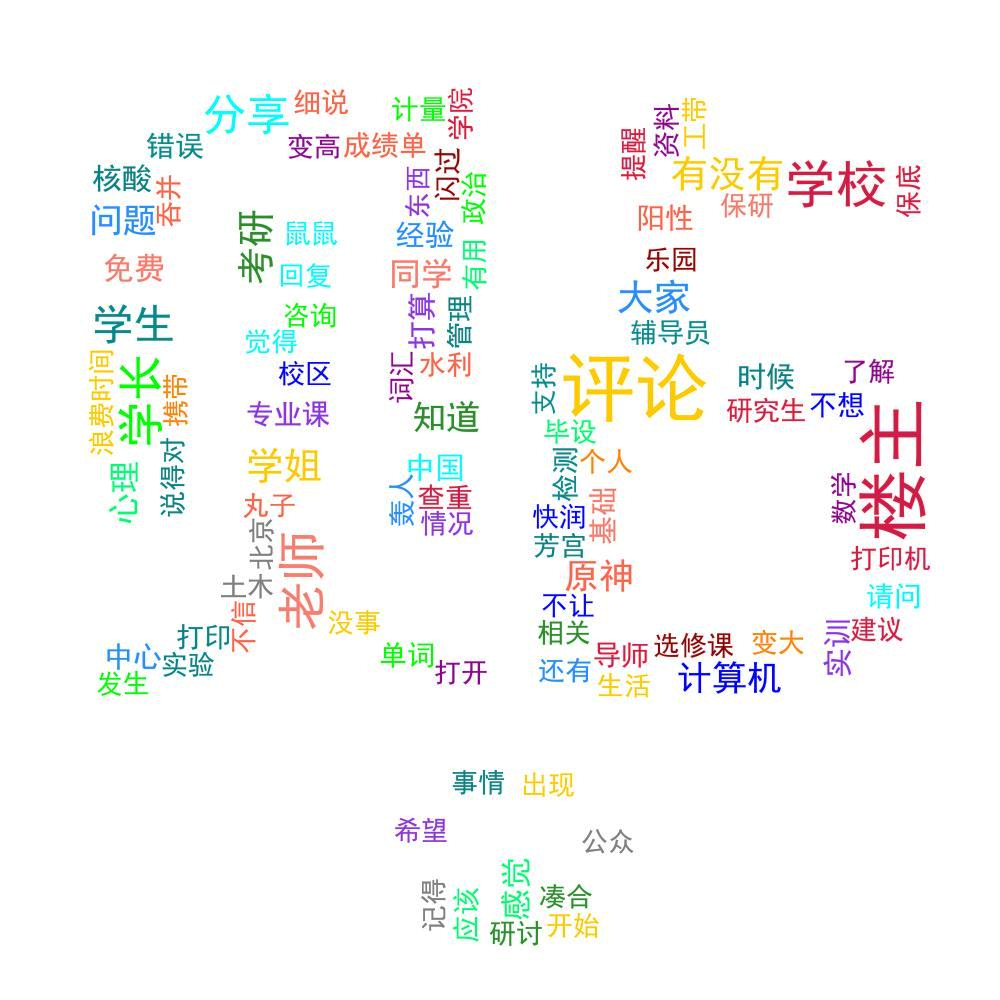 分享
细说
计量
学院
错误
变高
成绩单
闪过
核酸
吞并
东西
政治
问题
考研
鼠鼠
经验
有用
免费
回复
同学
学生
咨询
打算
管理
觉得
浪费时间
学长
携带
校区
词汇
水利
专业课
知道
心理
说得对
学姐
中国
轰人
查重
情况
丸子
北京
老师
土木
不信
没事
打印
中心
实验
发生
单词
打开
提醒
资料
工带
有没有
学校
保底
保研
阳性
乐园
大家
辅导员
支持
评论
时候
了解
研究生
不想
毕设
楼主
检测
个人
数学
快润
基础
芳宫
打印机
原神
请问
不让
相关
实训
建议
导师
选修课
变大
还有
生活
计算机
事情
出现
希望
公众
记得
应该
感觉
凑合
研讨
开始